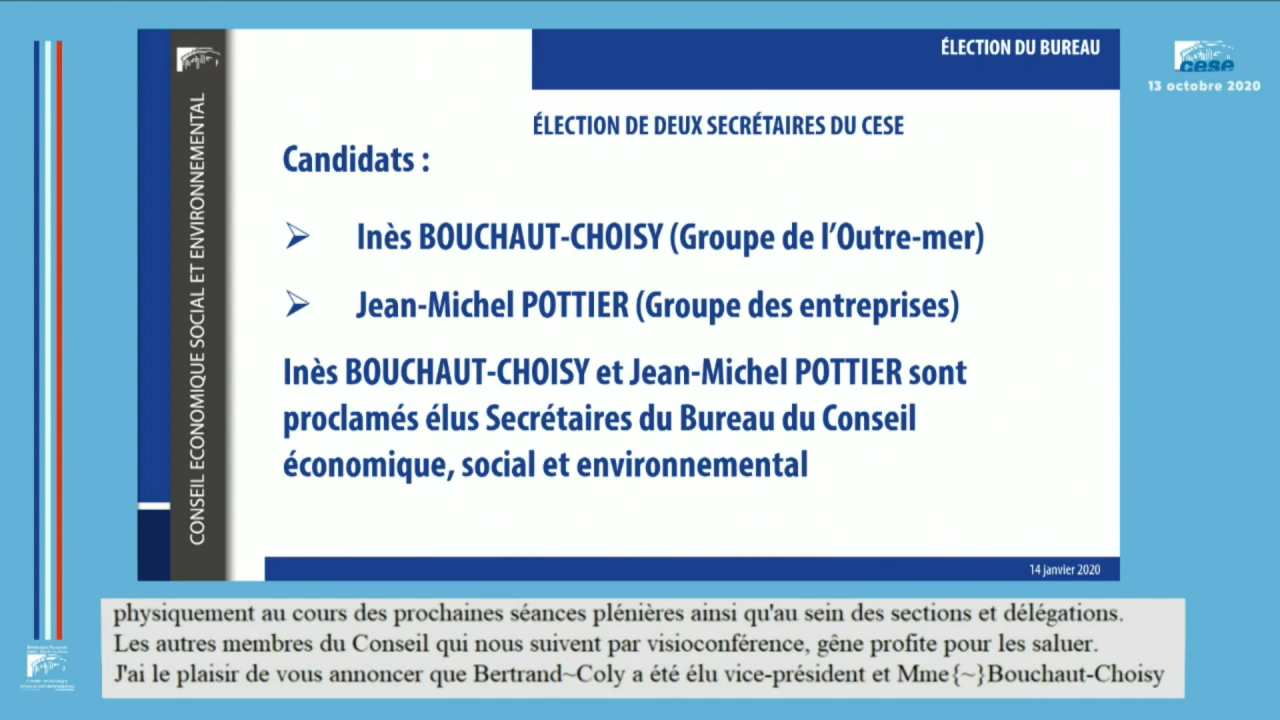 ÉLECTION DU BUREAU
cese
13 octobre 2020
CONSEIL ECONOMIQUE SOCIAL ET ENVIRONNEMENTAL
ÉLECTION DE DEUX SECRÉTAIRES DU CESE
Candidats :
Inès BOUCHAUT-CHOISY (Groupe de l’Outre-mer)
Jean-Michel POTTIER (Groupe des entreprises)
Inès BOUCHAUT-CHOISY et Jean-Michel POTTIER sont
proclamés élus Secrétaires du Bureau du Conseil
économique, social et environnemental
14 janvier 2020
physiquement au cours des prochaines séances plénières ainsi qu'au sein des sections et délégations.
Les autres membres du Conseil qui nous suivent par visioconférence, gêne profite pour les saluer.
J'ai le plaisir de vous annoncer que Bertrand~Coly a été élu vice-président et Mme{~}Bouchaut-Choisy